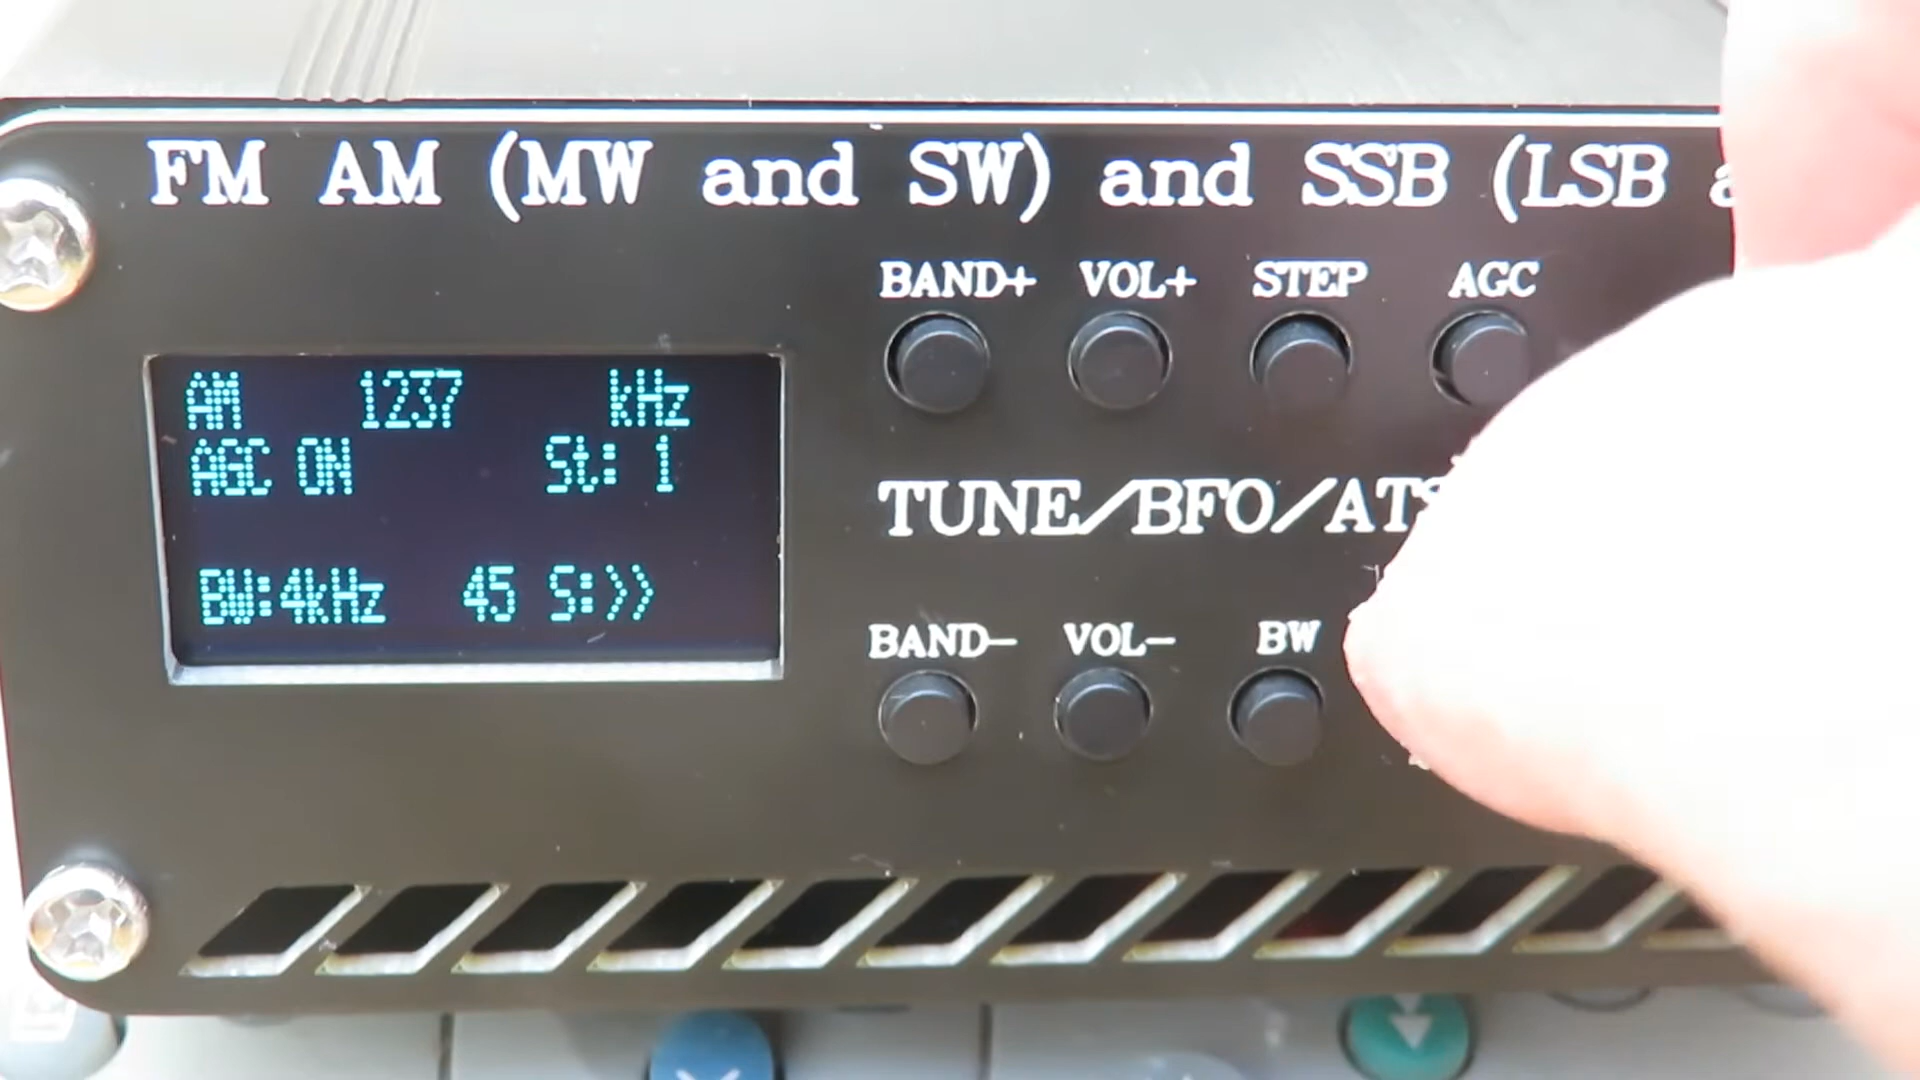 FM AM (MW and SW) and SSB (LSB a
BAND+ VOL+ STEP AGC
AM 1237 kHz
AGC ON St: 1
BW:4kHz 45 S:>>
TUNE/BFO/ATS
BAND- VOL- BW